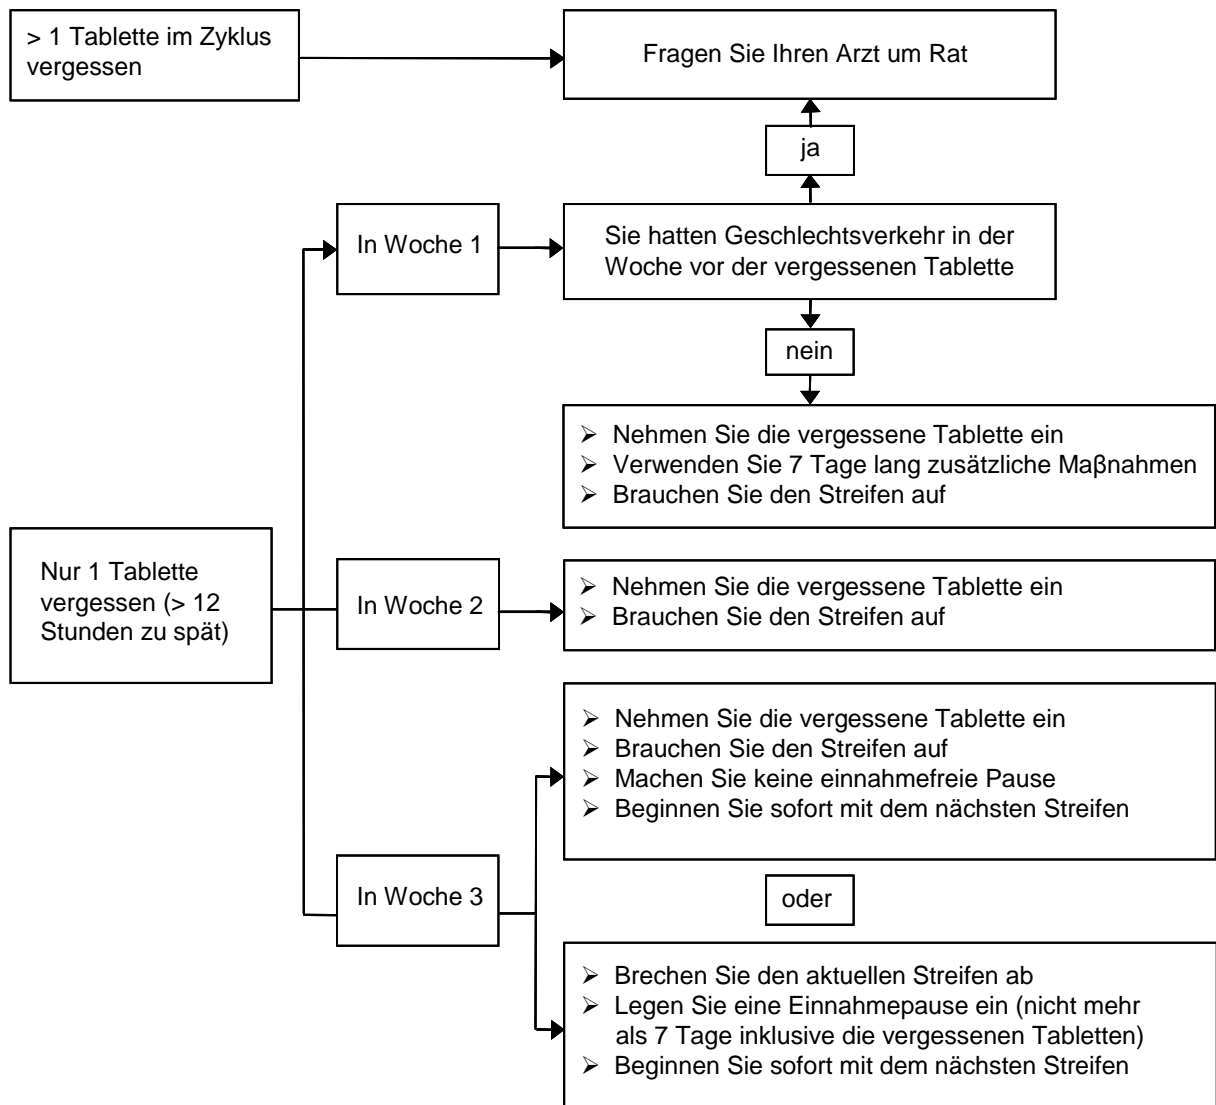 > 1 Tablette im Zyklus
vergessen
Fragen Sie Ihren Arzt um Rat
ja
In Woche 1
Sie hatten Geschlechtsverkehr in der
Woche vor der vergessenen Tablette
nein
➢ Nehmen Sie die vergessene Tablette ein
➢ Verwenden Sie 7 Tage lang zusätzliche Maβnahmen
➢ Brauchen Sie den Streifen auf
Nur 1 Tablette
vergessen (> 12
Stunden zu spät)
In Woche 2
➢ Nehmen Sie die vergessene Tablette ein
➢ Brauchen Sie den Streifen auf
In Woche 3
➢ Nehmen Sie die vergessene Tablette ein
➢ Brauchen Sie den Streifen auf
➢ Machen Sie keine einnahmefreie Pause
➢ Beginnen Sie sofort mit dem nächsten Streifen
oder
➢ Brechen Sie den aktuellen Streifen ab
➢ Legen Sie eine Einnahmepause ein (nicht mehr
als 7 Tage inklusive die vergessenen Tabletten)
➢ Beginnen Sie sofort mit dem nächsten Streifen